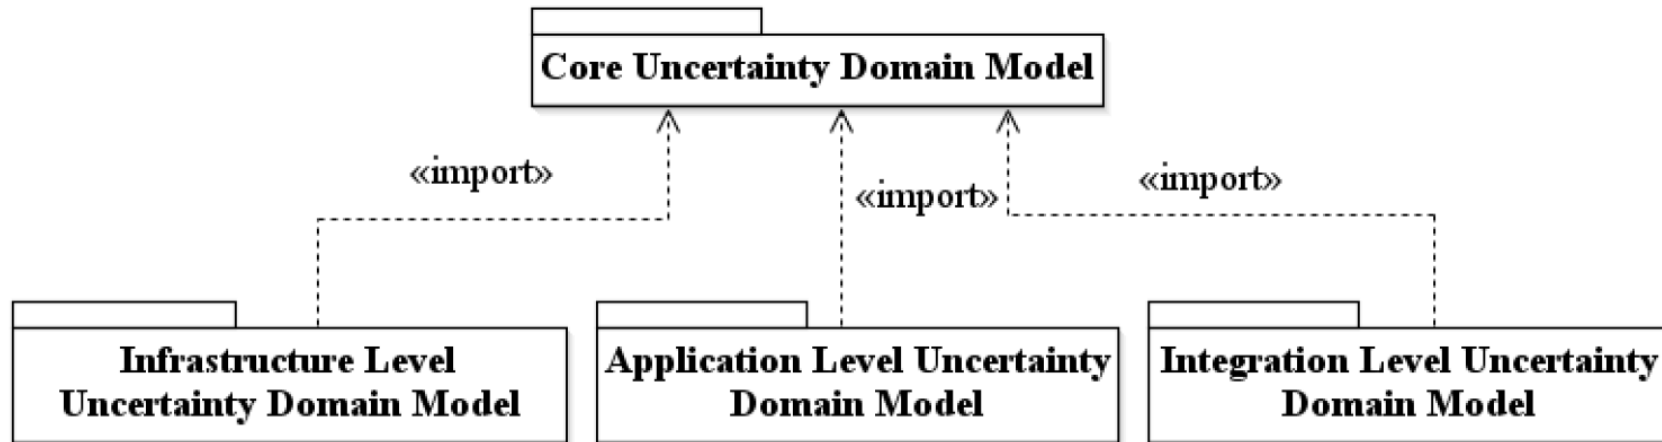 Core Uncertainty Domain Model
«import»
«import»
«import»
Infrastructure Level
Uncertainty Domain Model
Application Level Uncertainty
Domain Model
Integration Level Uncertainty
Domain Model